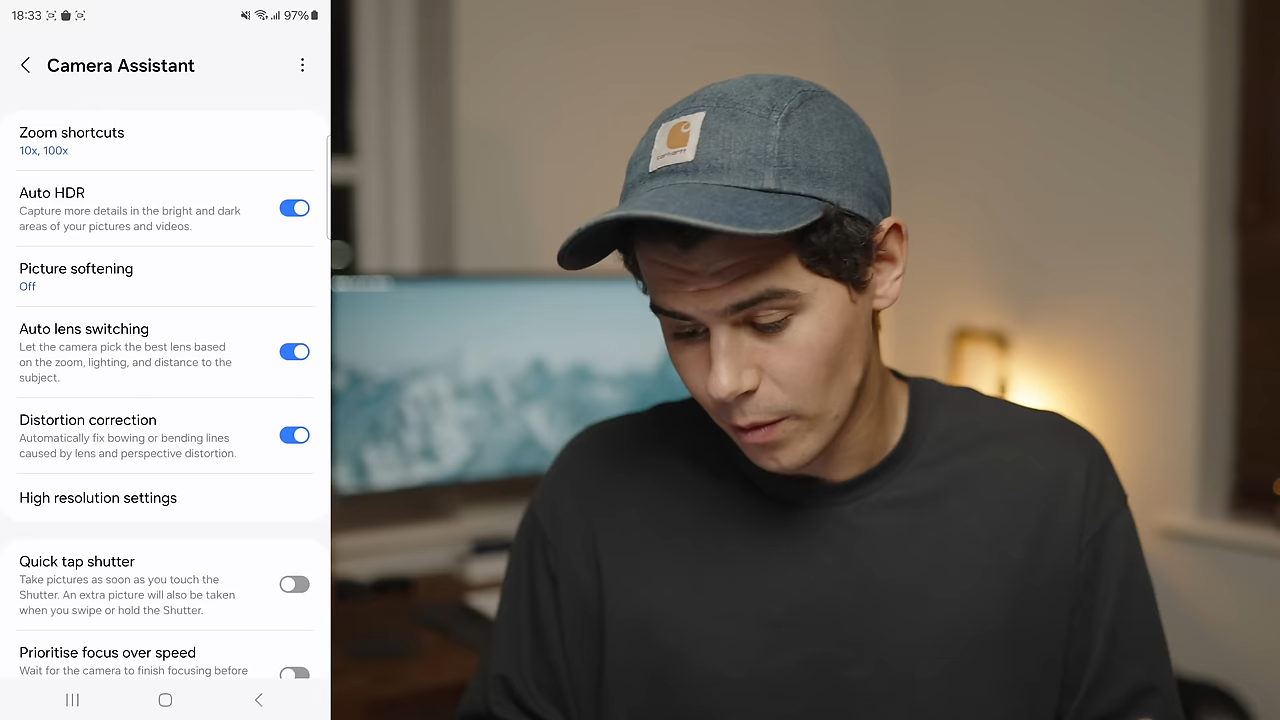 18:33
97%
Camera Assistant
Zoom shortcuts
10x, 100x
Auto HDR
Capture more details in the bright and dark
areas of your pictures and videos.
Picture softening
Off
Auto lens switching
Let the camera pick the best lens based
on the zoom, lighting, and distance to the
subject.
Distortion correction
Automatically fix bowing or bending lines
caused by lens and perspective distortion.
High resolution settings
Quick tap shutter
Take pictures as soon as you touch the
Shutter. An extra picture will also be taken
when you swipe or hold the Shutter.
Prioritise focus over speed
Wait for the camera to finish focusing before
carhartt